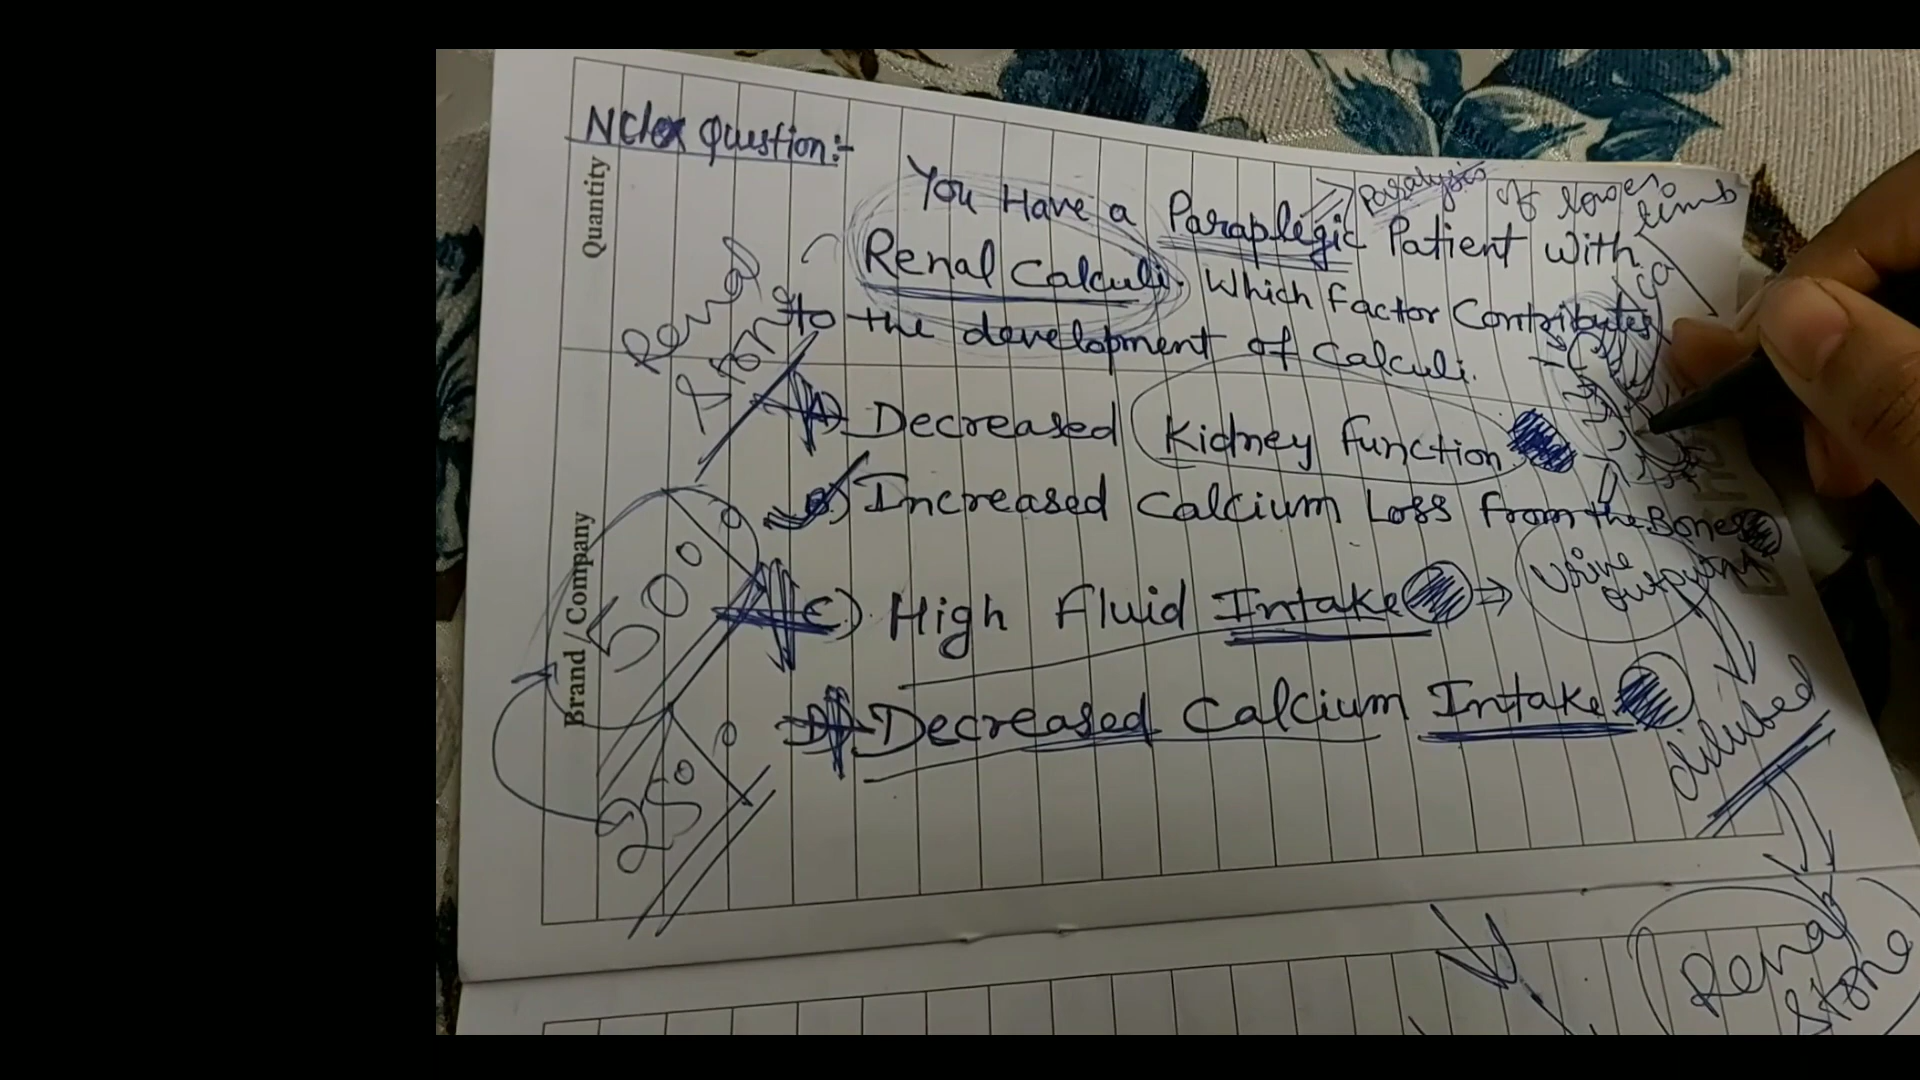 Nclex Question:-
Quantity
Paralysis of lower
limb
You Have a Paraplegic Patient With
Renal Calculi. Which Factor Contributes
to the development of Calculi.
Renal
stone
A) Decreased Kidney Function.
B) Increased Calcium Loss from the Bones
C) High Fluid Intake ⇒ Urine
output
D) Decreased Calcium Intake
diluted
Brand / Company
500
250
Renal
stone